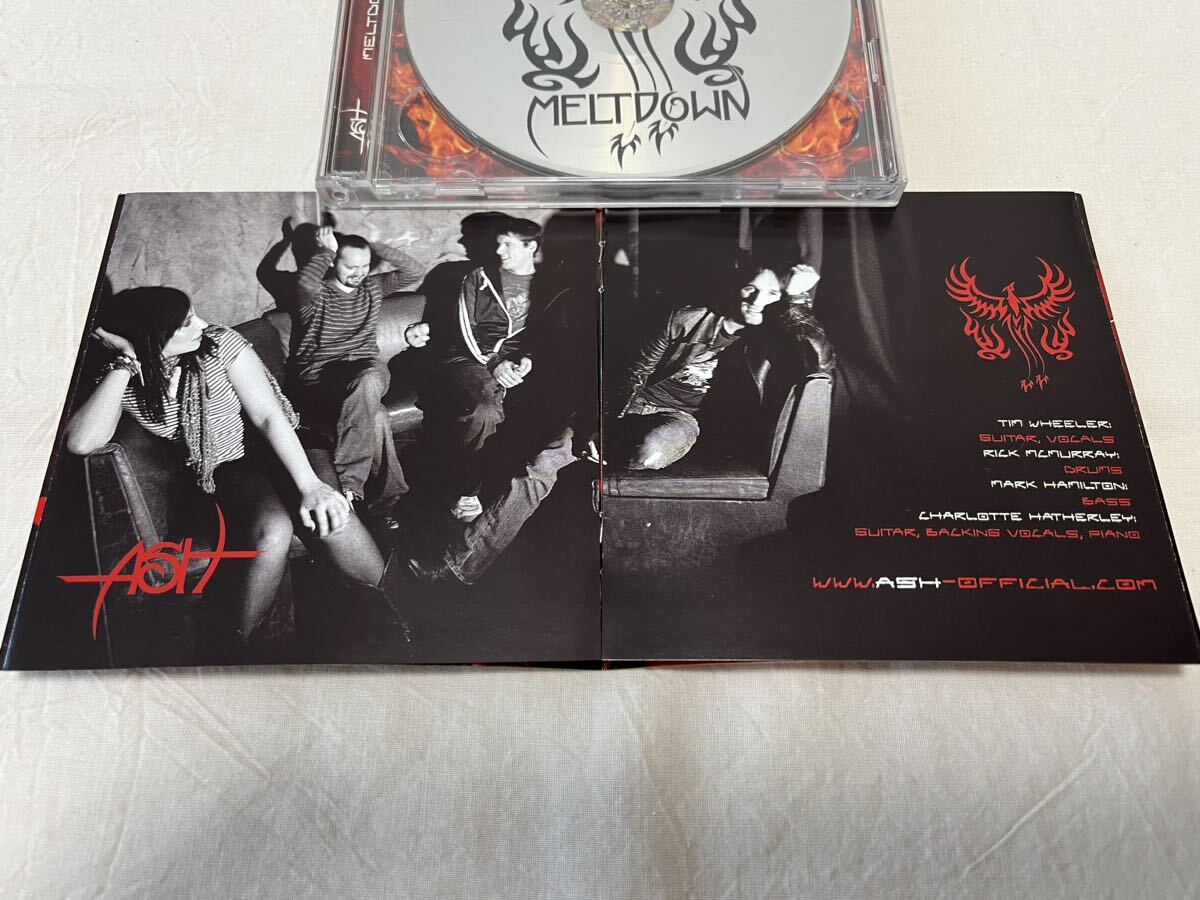 MELTDO
ASH
MELTDOWN
ASH
TIM WHEELER:
GUITAR, VOCALS
RICK MCMURRAY:
DRUMS
MARK HAMILTON:
BASS
CHARLOTTE HATHERLEY:
GUITAR, BACKING VOCALS, PIANO
WWW.ASH-OFFICIAL.COM